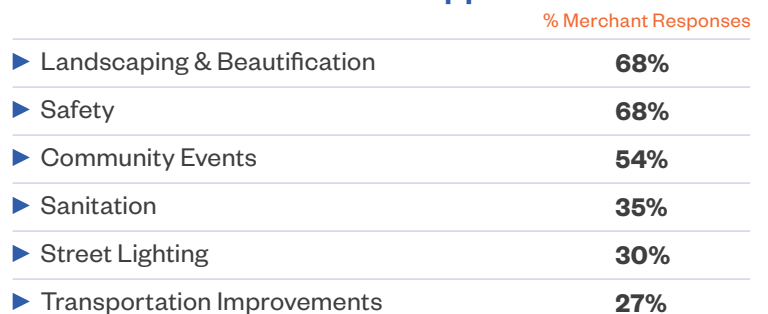 % Merchant Responses
▶ Landscaping & Beautification 68%
▶ Safety 68%
▶ Community Events 54%
▶ Sanitation 35%
▶ Street Lighting 30%
▶ Transportation Improvements 27%